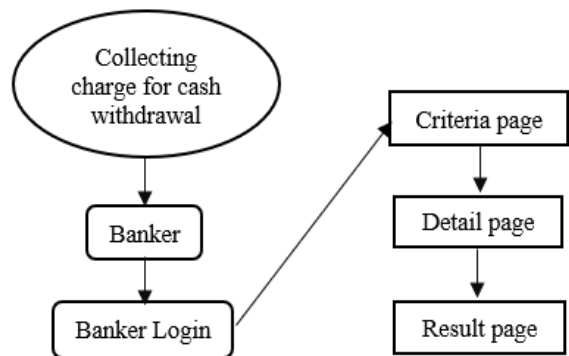 Collecting
charge for cash
withdrawal
Banker
Banker Login
Criteria page
Detail page
Result page